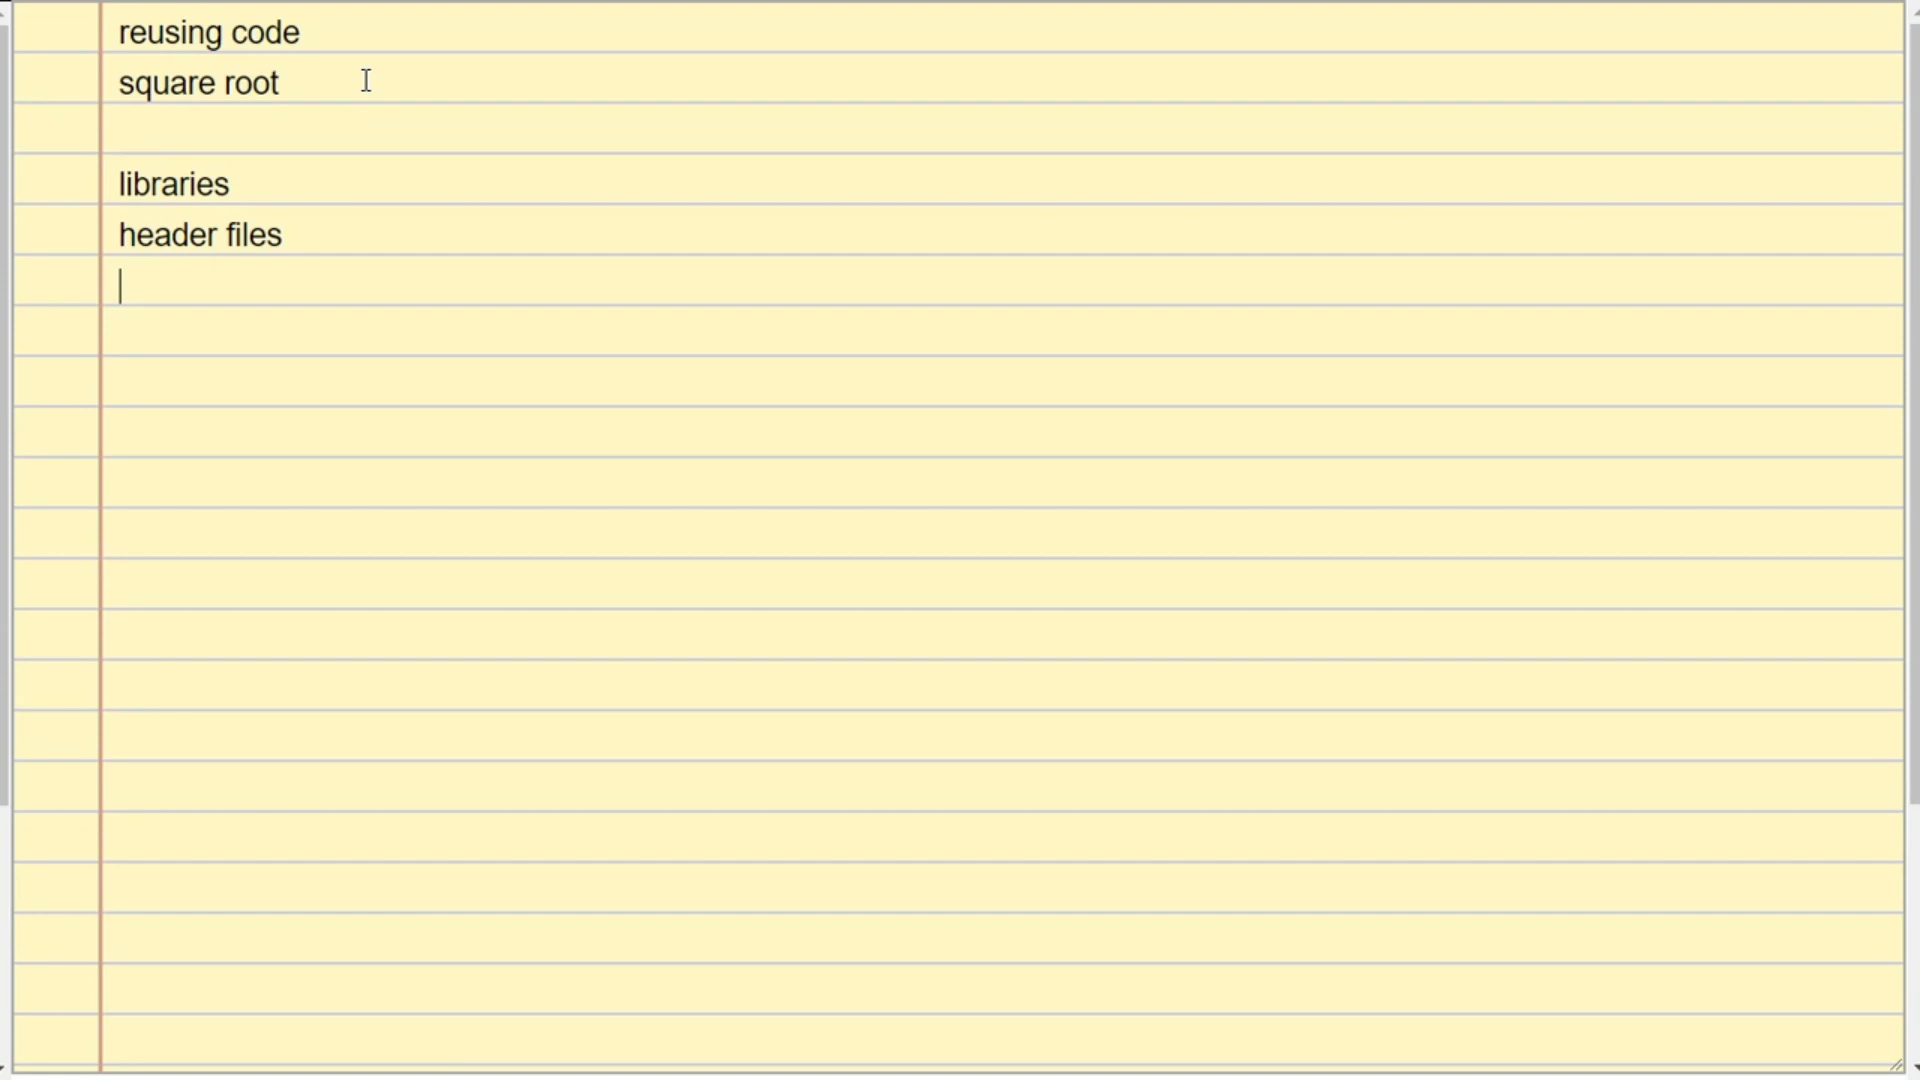 reusing code
square root
libraries
header files